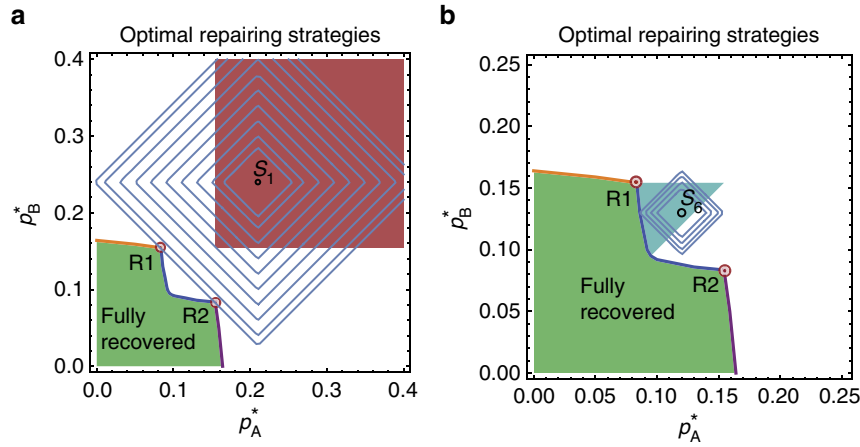 a
Optimal repairing strategies
0.4
0.3
0.2
0.1
0.0
p*B
S1
R1
R2
Fully
recovered
0.0 0.1 0.2 0.3 0.4
p*A
b
Optimal repairing strategies
0.25
0.20
0.15
0.10
0.05
0.00
p*B
S6
R1
R2
Fully
recovered
0.00 0.05 0.10 0.15 0.20 0.25
p*A